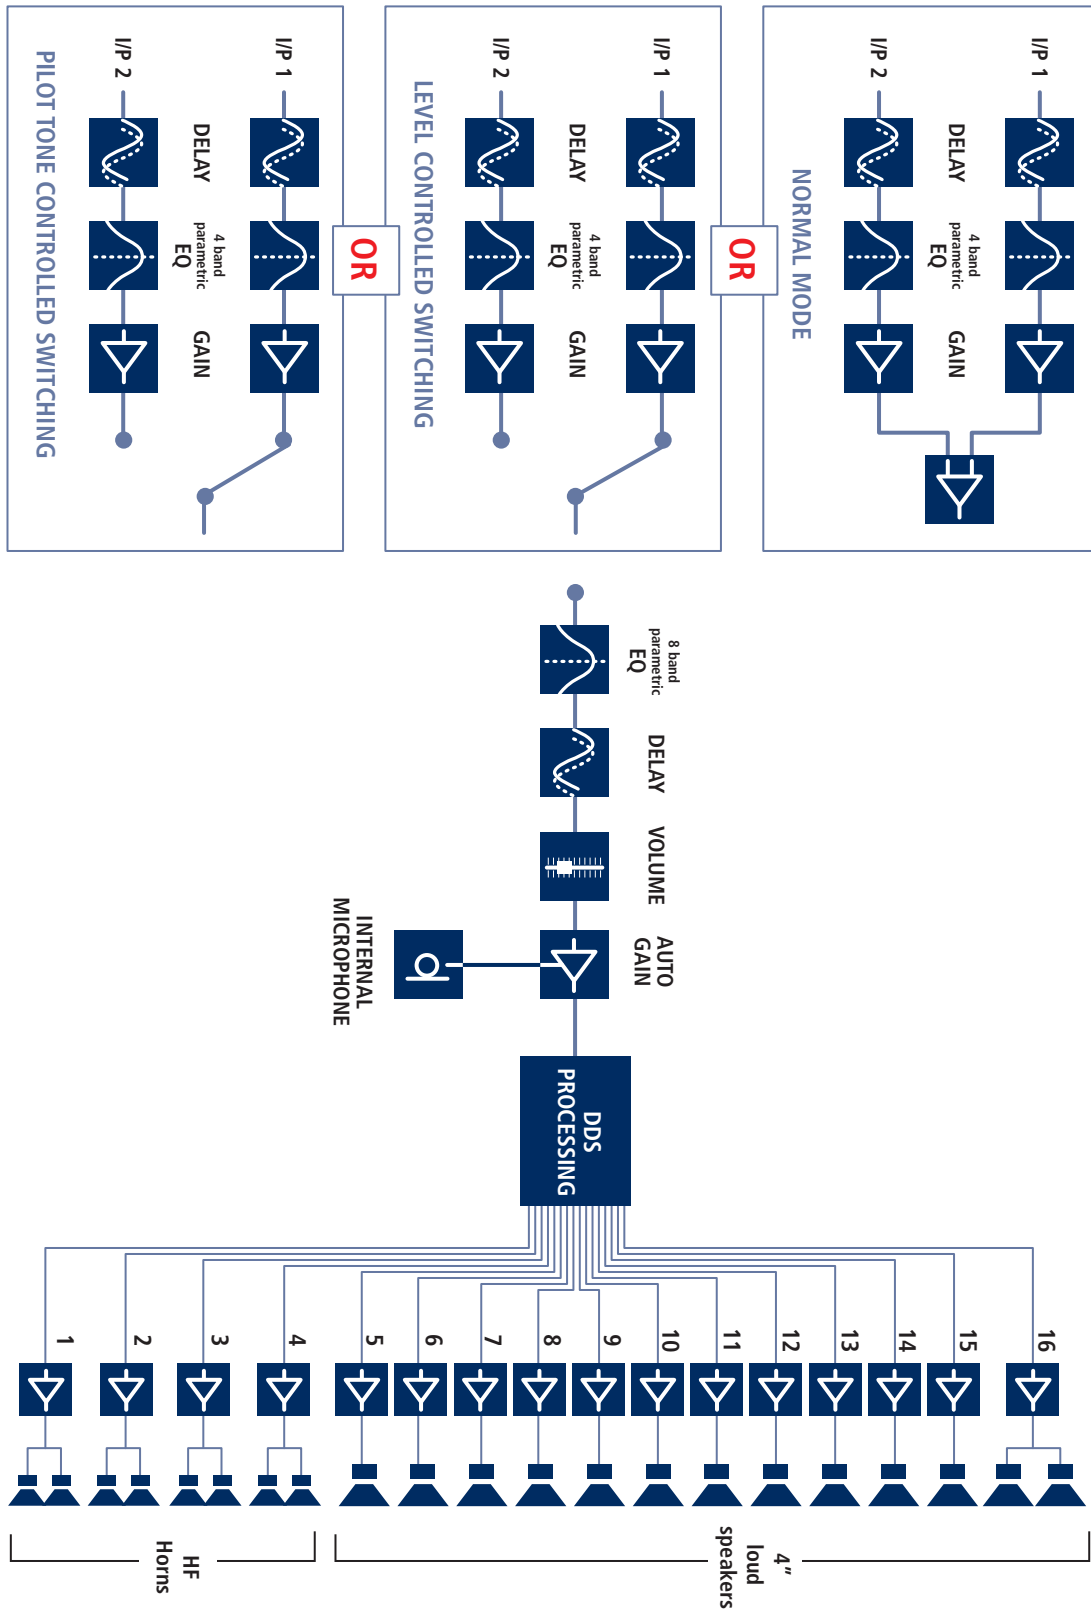 NORMAL MODE
I/P 1
I/P 2
DELAY
4 band
parametric
EQ
GAIN
OR
LEVEL CONTROLLED SWITCHING
I/P 1
I/P 2
DELAY
4 band
parametric
EQ
GAIN
OR
PILOT TONE CONTROLLED SWITCHING
I/P 1
I/P 2
DELAY
4 band
parametric
EQ
GAIN
8 band
parametric
EQ
DELAY
VOLUME
AUTO
GAIN
INTERNAL
MICROPHONE
DDS
PROCESSING
16
15
14
13
12
11
10
9
8
7
6
5
4
3
2
1
4"
loud
speakers
HF
Horns